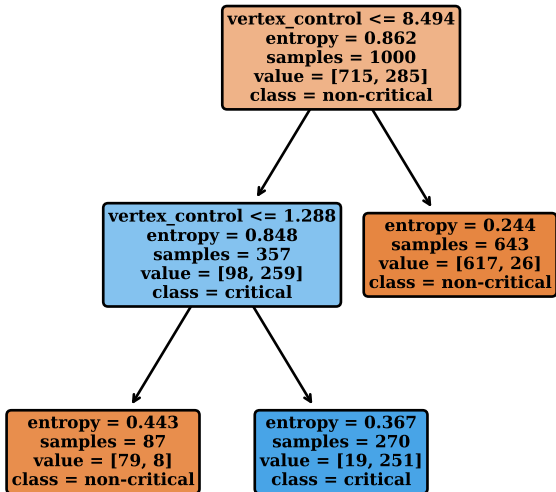 vertex_control <= 8.494
entropy = 0.862
samples = 1000
value = [715, 285]
class = non-critical
vertex_control <= 1.288
entropy = 0.848
samples = 357
value = [98, 259]
class = critical
entropy = 0.244
samples = 643
value = [617, 26]
class = non-critical
entropy = 0.443
samples = 87
value = [79, 8]
class = non-critical
entropy = 0.367
samples = 270
value = [19, 251]
class = critical